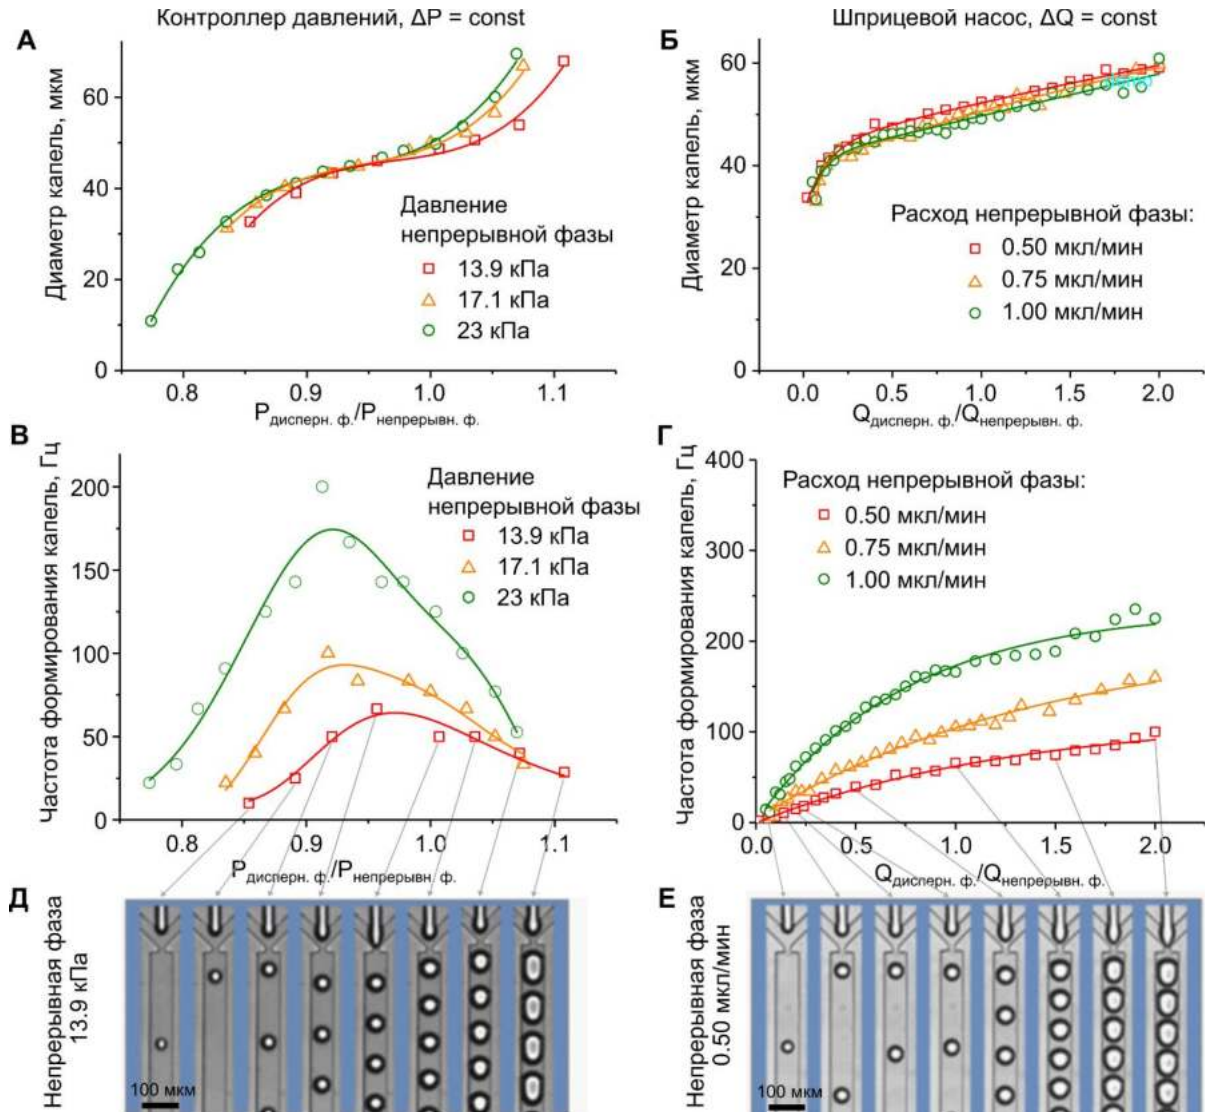 Контроллер давлений, ΔP = const
А
Диаметр капель, мкм
60
40
20
0
0.8
0.9
1.0
1.1
Pдисперн. ф./Pнепрерывн. ф.
Давление
непрерывной фазы
13.9 кПа
17.1 кПа
23 кПа
Шприцевой насос, ΔQ = const
Б
Диаметр капель, мкм
60
40
20
0
0.0
0.5
1.0
1.5
2.0
Qдисперн. ф./Qнепрерывн. ф.
Расход непрерывной фазы:
0.50 мкл/мин
0.75 мкл/мин
1.00 мкл/мин
В
Частота формирования капель, Гц
200
150
100
50
0
0.8
0.9
1.0
1.1
Pдисперн. ф./Pнепрерывн. ф.
Давление
непрерывной фазы
13.9 кПа
17.1 кПа
23 кПа
Г
Частота формирования капель, Гц
400
300
200
100
0
0.0
0.5
1.0
1.5
2.0
Qдисперн. ф./Qнепрерывн. ф.
Расход непрерывной фазы:
0.50 мкл/мин
0.75 мкл/мин
1.00 мкл/мин
Д
Непрерывная фаза
13.9 кПа
100 мкм
Е
Непрерывная фаза
0.50 мкл/мин
100 мкм